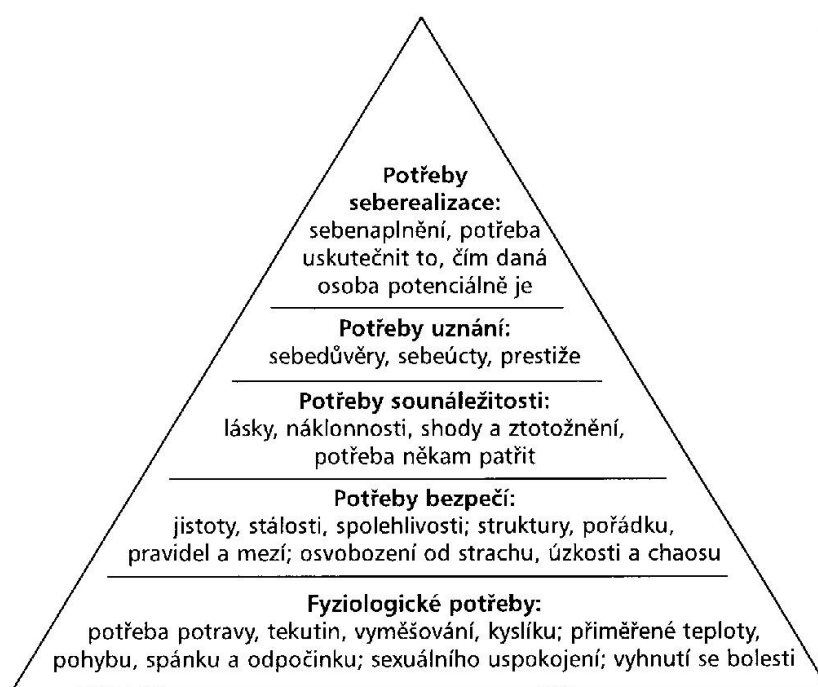 Potřeby
seberealizace:
sebenaplnění, potřeba
uskutečnit to, čím daná
osoba potenciálně je
Potřeby uznání:
sebedůvěry, sebeúcty, prestiže
Potřeby sounáležitosti:
lásky, náklonnosti, shody a ztotožnění,
potřeba někam patřit
Potřeby bezpečí:
jistoty, stálosti, spolehlivosti; struktury, pořádku,
pravidel a mezí; osvobození od strachu, úzkosti a chaosu
Fyziologické potřeby:
potřeba potravy, tekutin, vyměšování, kyslíku; přiměřené teploty,
pohybu, spánku a odpočinku; sexuálního uspokojení; vyhnutí se bolesti